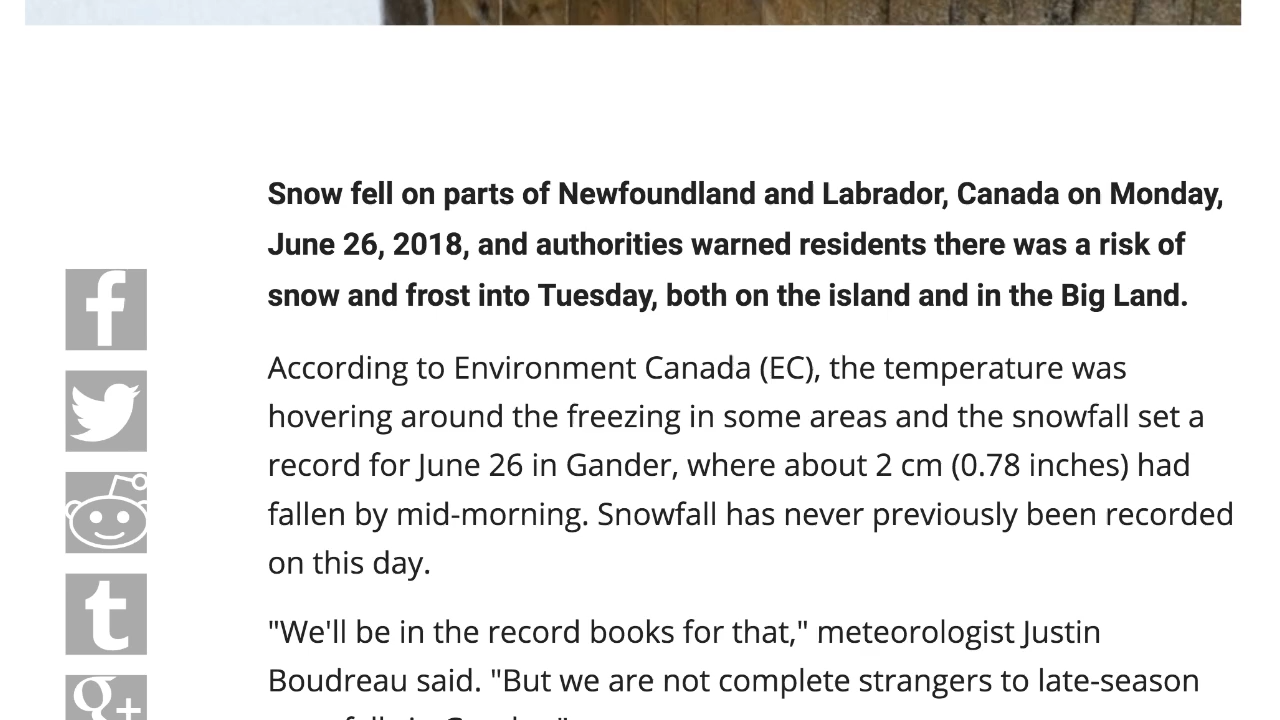 Snow fell on parts of Newfoundland and Labrador, Canada on Monday,
June 26, 2018, and authorities warned residents there was a risk of
snow and frost into Tuesday, both on the island and in the Big Land.
According to Environment Canada (EC), the temperature was
hovering around the freezing in some areas and the snowfall set a
record for June 26 in Gander, where about 2 cm (0.78 inches) had
fallen by mid-morning. Snowfall has never previously been recorded
on this day.
"We'll be in the record books for that," meteorologist Justin
Boudreau said. "But we are not complete strangers to late-season